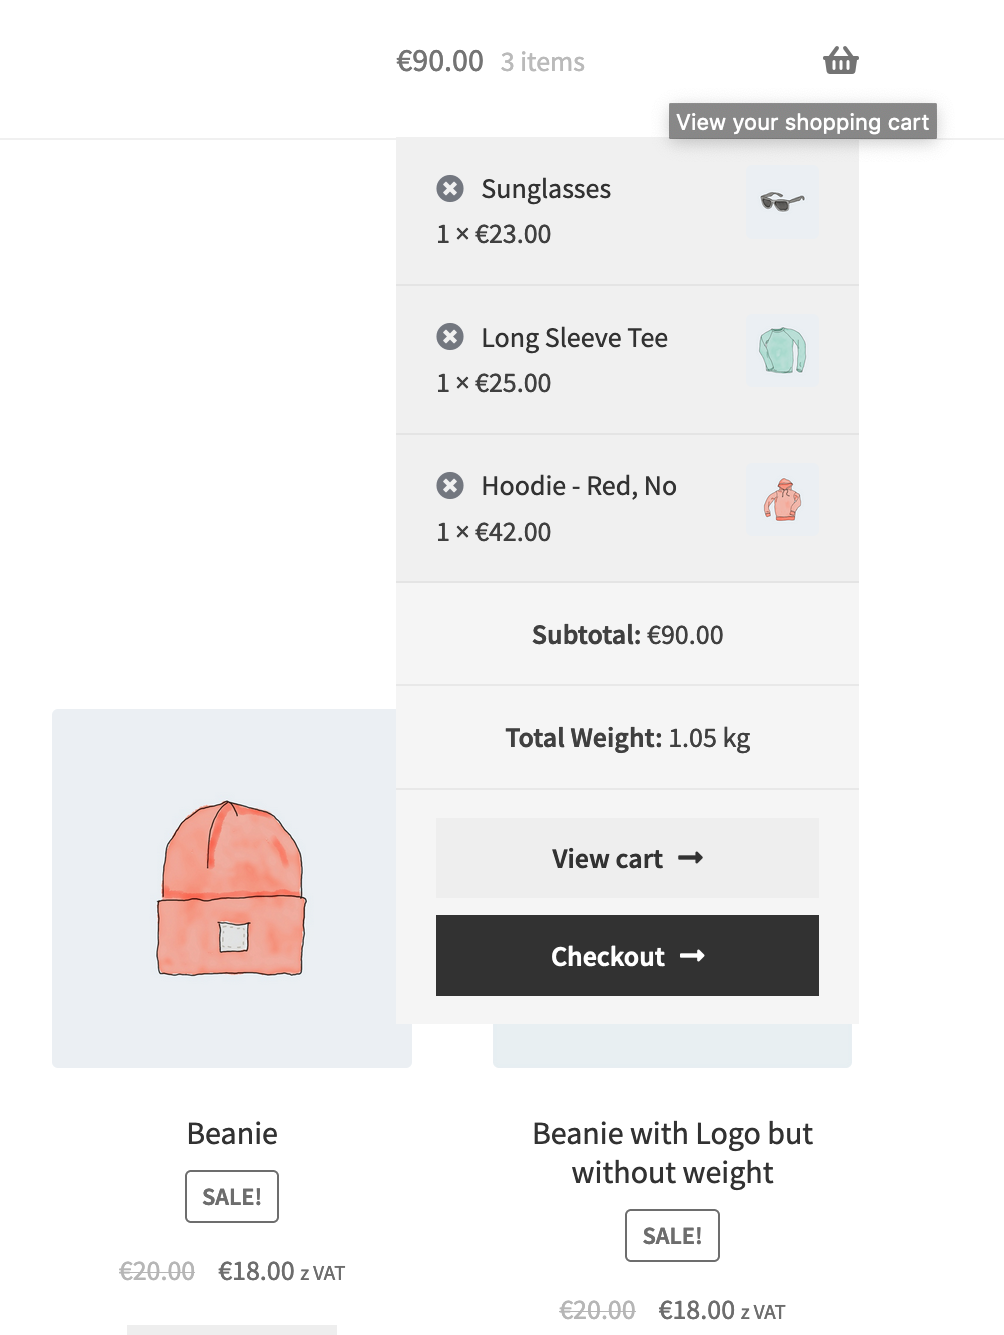 €90.00 3 items
View your shopping cart
Sunglasses
1 × €23.00
Long Sleeve Tee
1 × €25.00
Hoodie - Red, No
1 × €42.00
Subtotal: €90.00
Total Weight: 1.05 kg
View cart →
Checkout →
Beanie
SALE!
€20.00 €18.00 z VAT
Beanie with Logo but
without weight
SALE!
€20.00 €18.00 z VAT